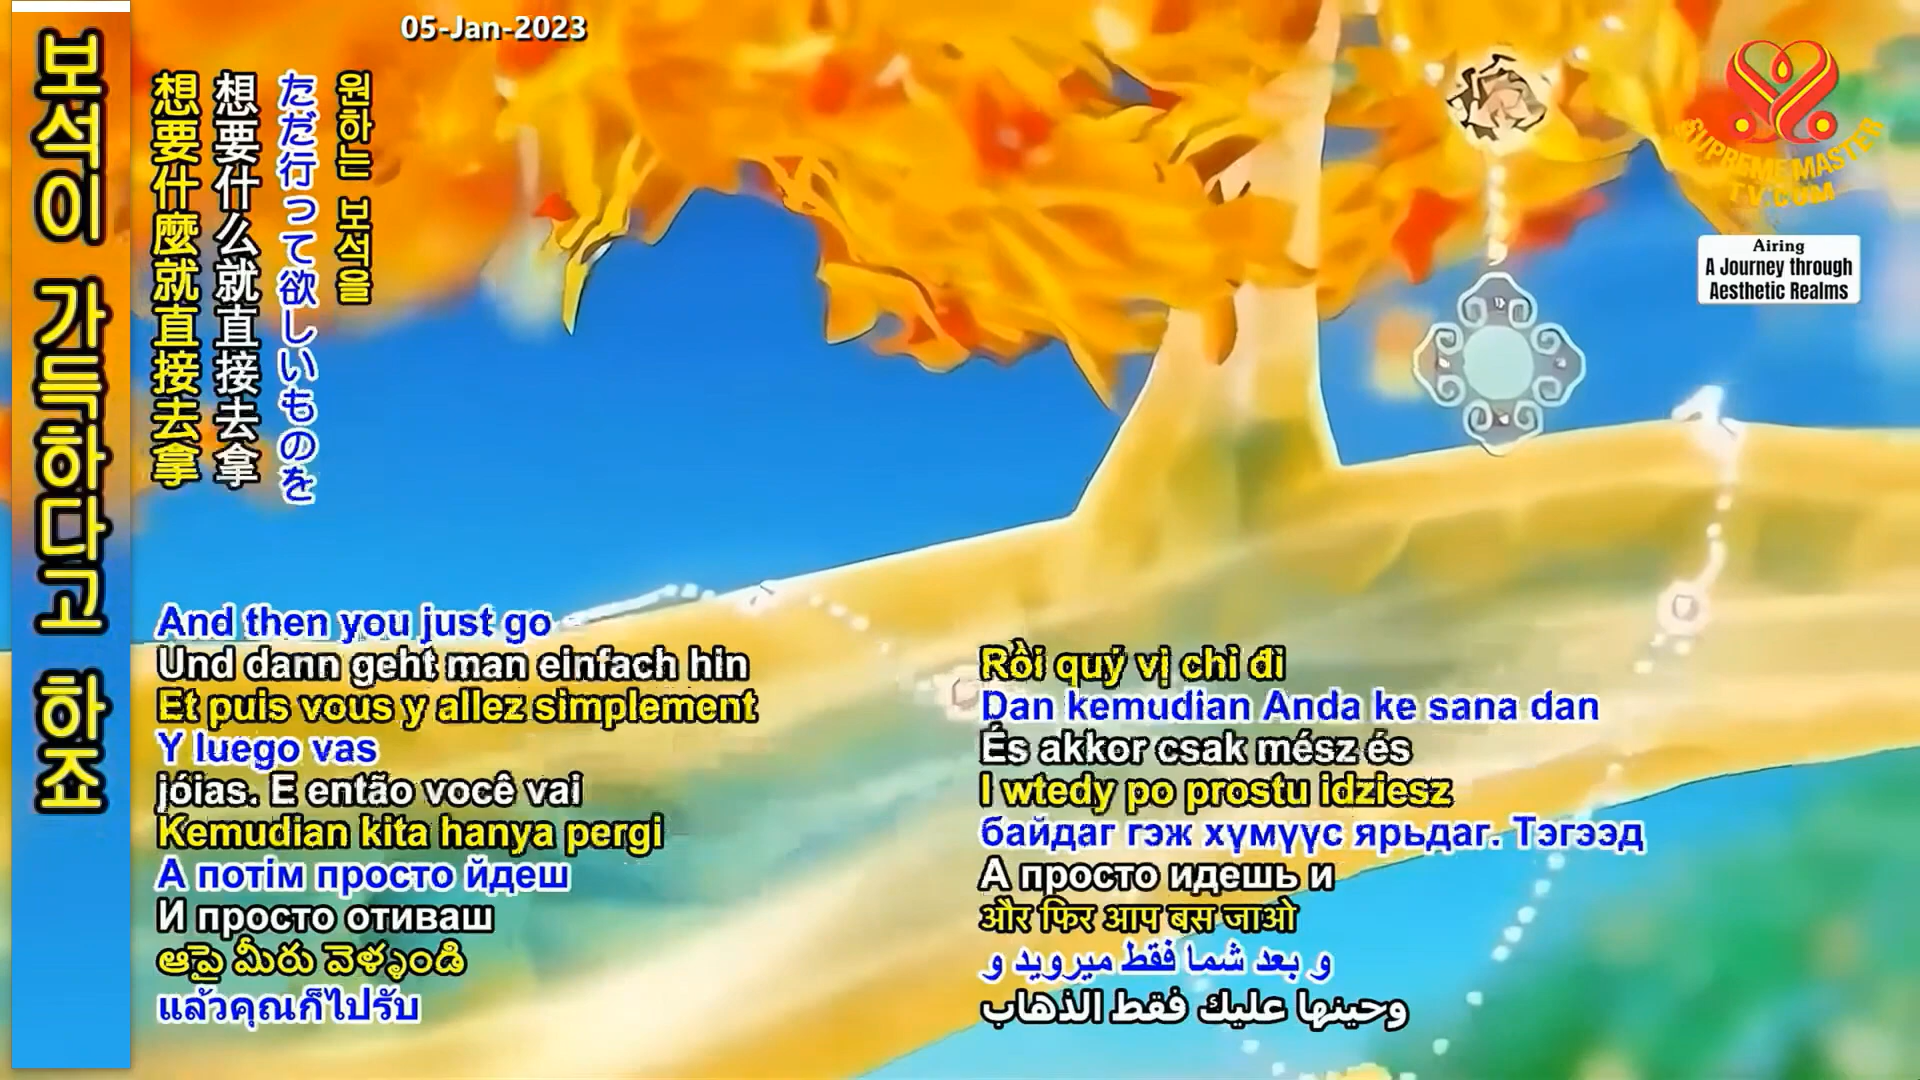 05-Jan-2023
보석이 가득하다고 하죠
想要什麼就直接去拿
想要什么就直接去拿
ただ行って欲しいものを
원하는 보석을
SUPREME MASTER
TV.COM
Airing
A Journey through
Aesthetic Realms
And then you just go
Und dann geht man einfach hin
Et puis vous y allez simplement
Y luego vas
jóias. E então você vai
Kemudian kita hanya pergi
А потім просто йдеш
И просто отиваш
ఆపై మీరు వెళ్ళండి
แล้วคุณก็ไปรับ
Rồi quý vị chỉ đi
Dan kemudian Anda ke sana dan
És akkor csak mész és
I wtedy po prostu idziesz
байдаг гэж хүмүүс ярьдаг. Тэгээд
А просто идешь и
और फिर आप बस जाओ
و بعد شما فقط میروید و
وحينها عليك فقط الذهاب